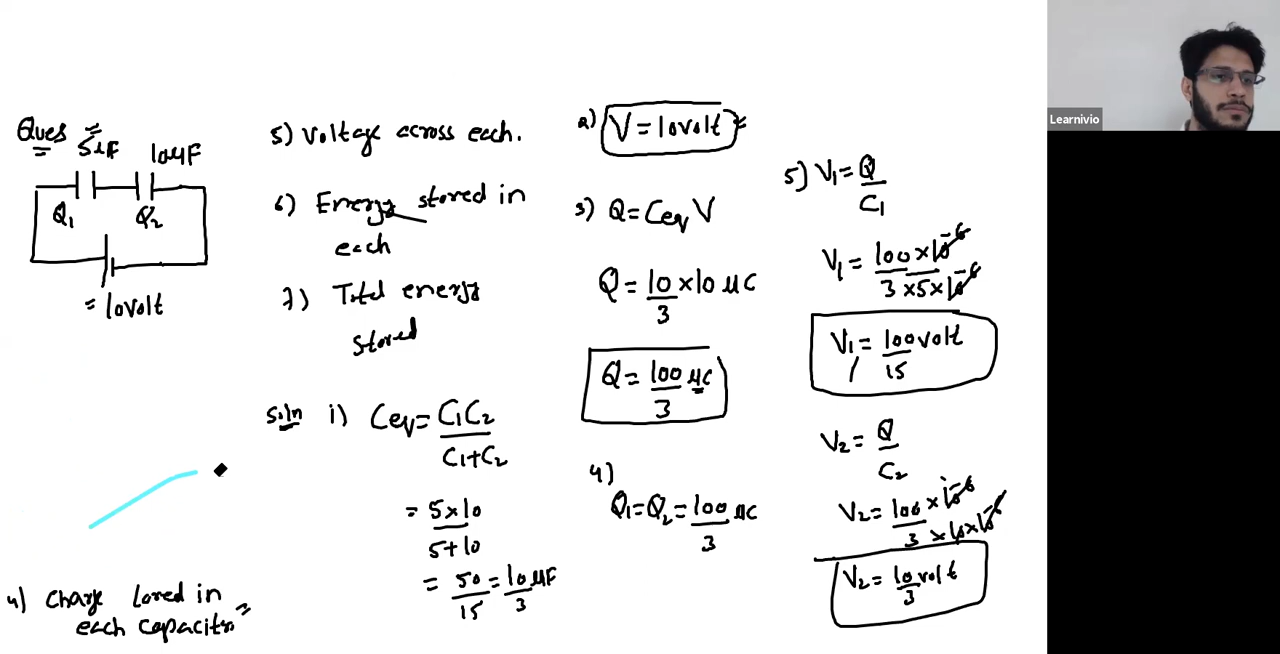 Ques
5µF 10µF
Q₁ Q₂
= 10volt
4) Charge in
each capacitor
5) Voltage across each.
6) Energy stored in
each
7) Total energy
stored
Soln i) Ceq = C₁C₂/C₁+C₂
= 5×10/5+10
= 50/15 = 10/3 µF
2) V = 10volt
3) Q = Ceq V
Q = 10/3 × 10 µC
Q = 100/3 µC
4)
Q₁ = Q₂ = 100/3 µC
5) V₁ = Q/C₁
V₁ = 100 × 10⁻⁶/3 × 5 × 10⁻⁶
V₁ = 100/15 volt
V₂ = Q/C₂
V₂ = 100 × 10⁻⁶/3 × 10 × 10⁻⁶
V₂ = 10/3 volt
Learnivio